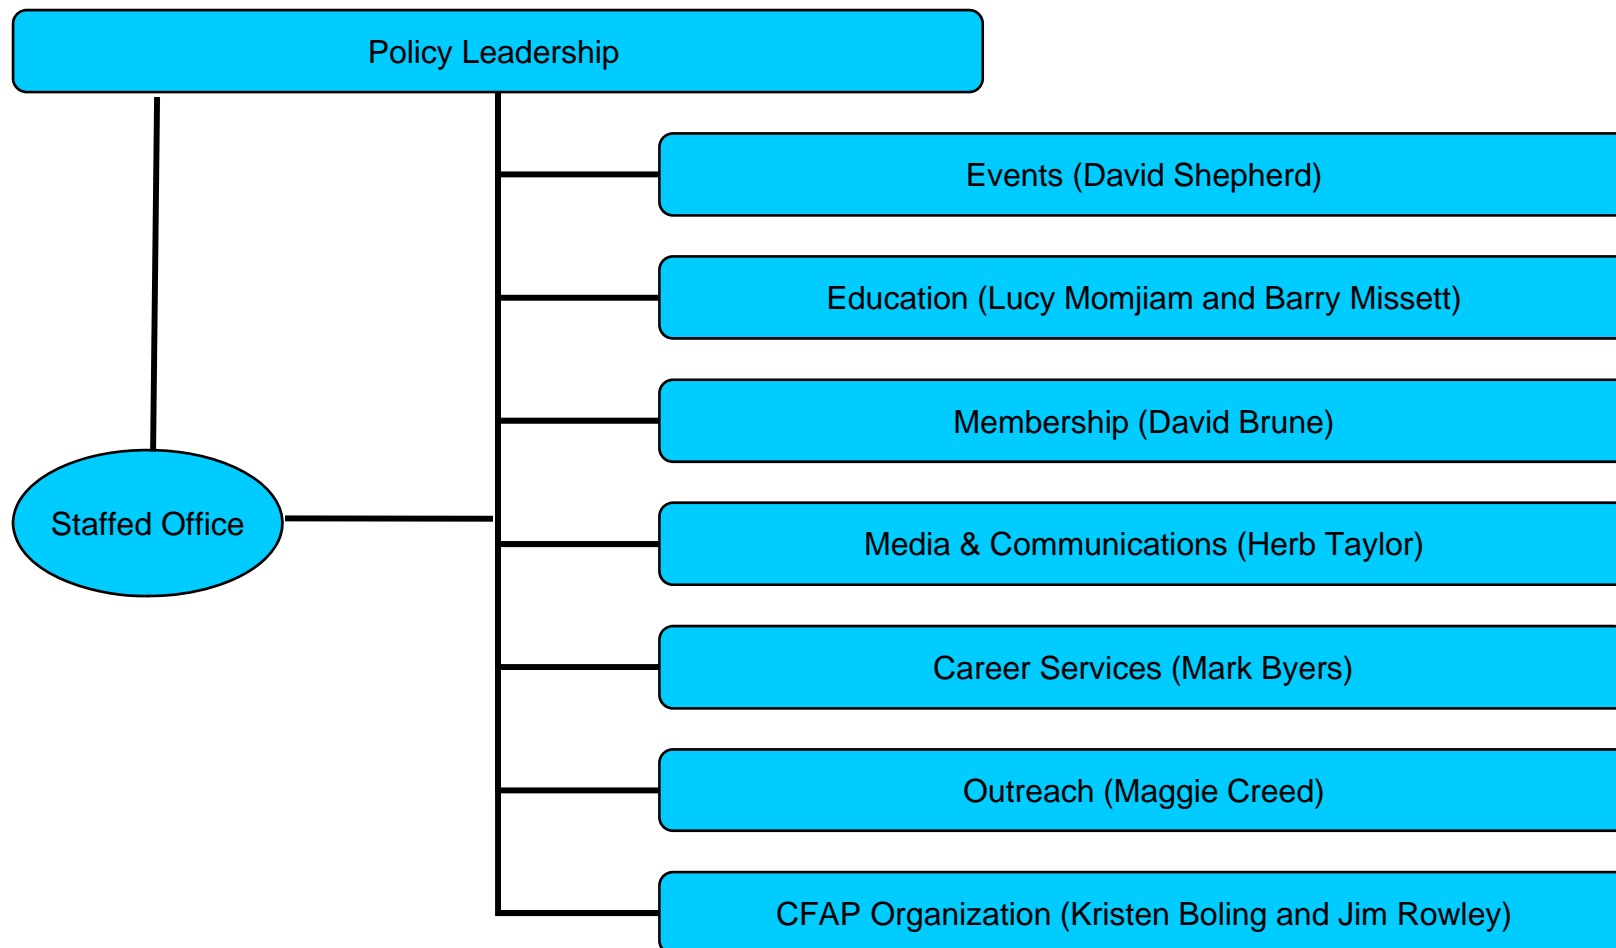 Policy Leadership
Events (David Shepherd)
Education (Lucy Momjiam and Barry Missett)
Membership (David Brune)
Staffed Office
Media & Communications (Herb Taylor)
Career Services (Mark Byers)
Outreach (Maggie Creed)
CFAP Organization (Kristen Boling and Jim Rowley)